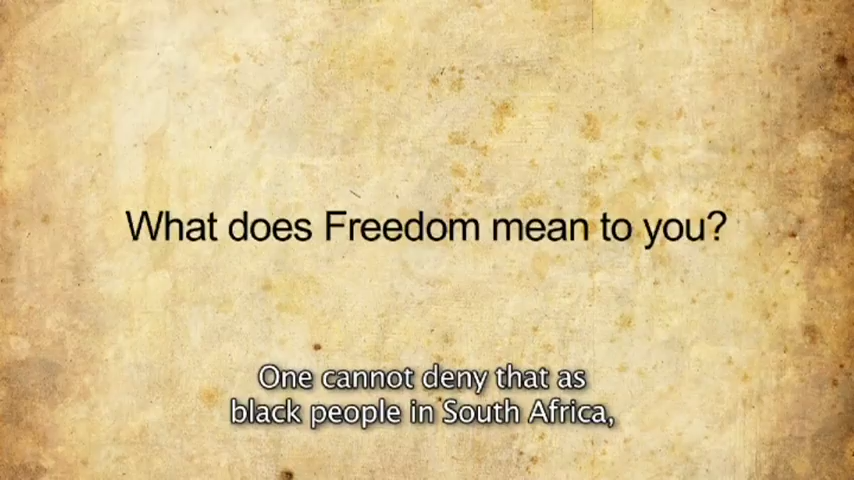 What does Freedom mean to you?
One cannot deny that as
black people in South Africa,